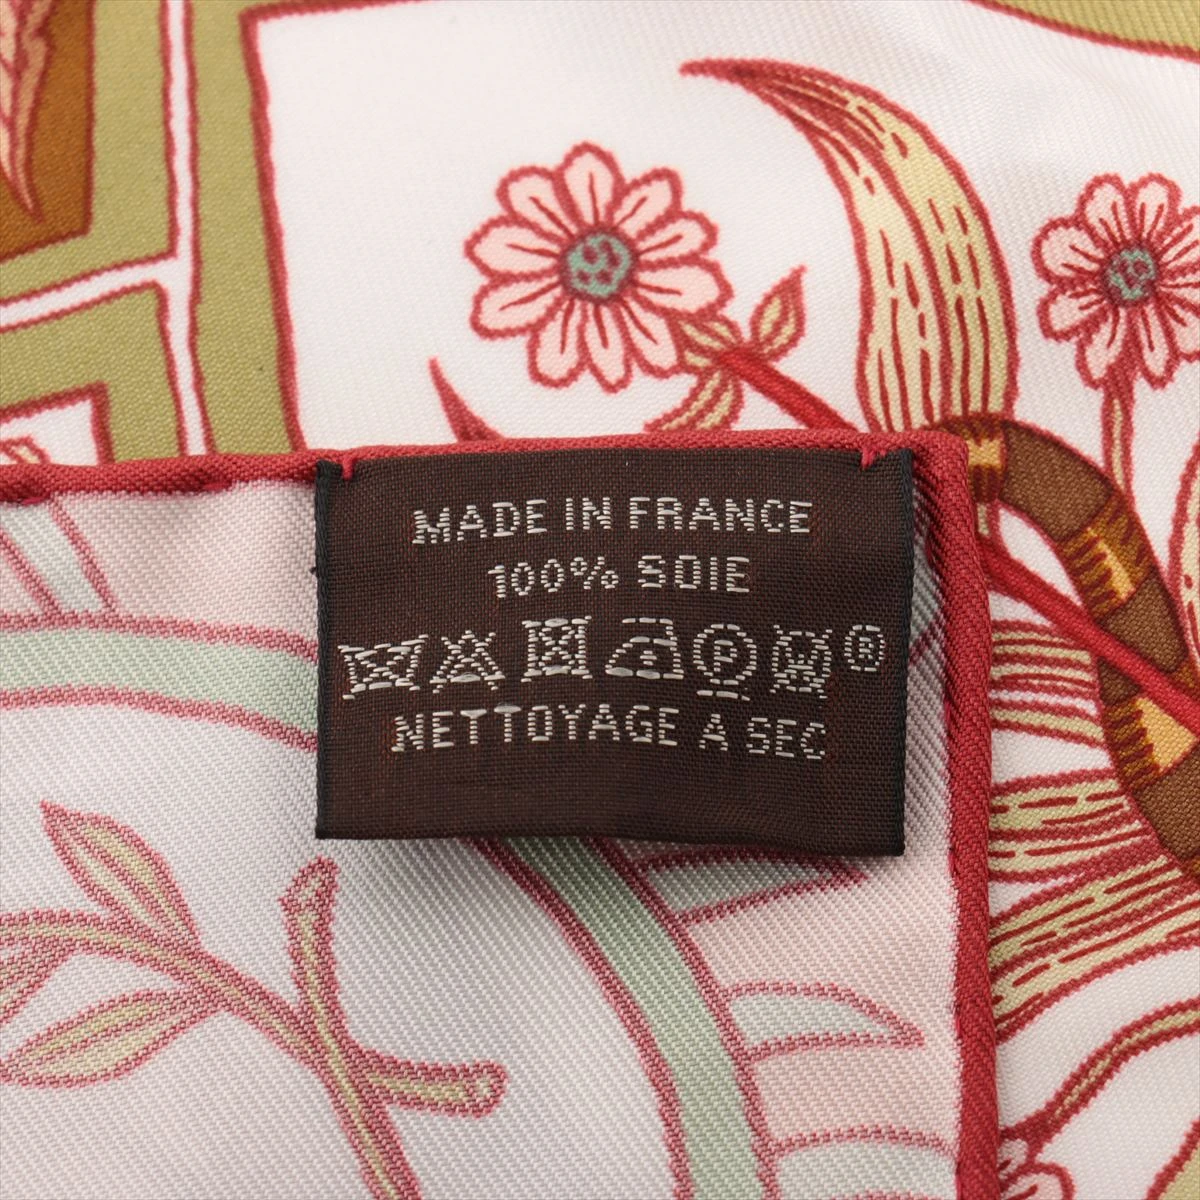 MADE IN FRANCE
100% SOIE
P W ®
NETTOYAGE A SEC